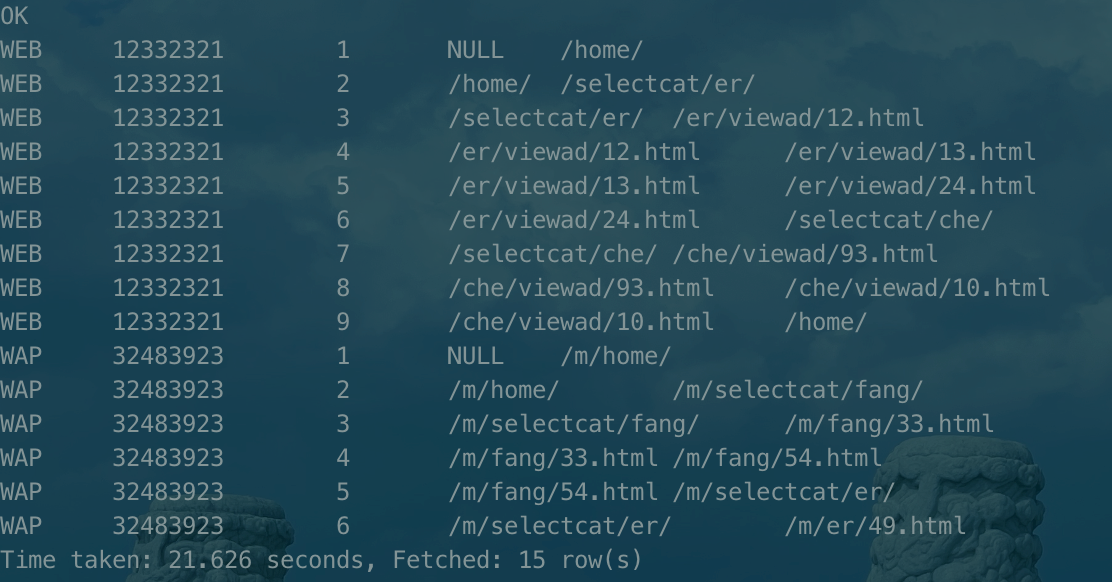 OK
WEB 12332321 1 NULL /home/
WEB 12332321 2 /home/ /selectcat/er/
WEB 12332321 3 /selectcat/er/ /er/viewad/12.html
WEB 12332321 4 /er/viewad/12.html /er/viewad/13.html
WEB 12332321 5 /er/viewad/13.html /er/viewad/24.html
WEB 12332321 6 /er/viewad/24.html /selectcat/che/
WEB 12332321 7 /selectcat/che/ /che/viewad/93.html
WEB 12332321 8 /che/viewad/93.html /che/viewad/10.html
WEB 12332321 9 /che/viewad/10.html /home/
WAP 32483923 1 NULL /m/home/
WAP 32483923 2 /m/home/ /m/selectcat/fang/
WAP 32483923 3 /m/selectcat/fang/ /m/fang/33.html
WAP 32483923 4 /m/fang/33.html /m/fang/54.html
WAP 32483923 5 /m/fang/54.html /m/selectcat/er/
WAP 32483923 6 /m/selectcat/er/ /m/er/49.html
Time taken: 21.626 seconds, Fetched: 15 row(s)